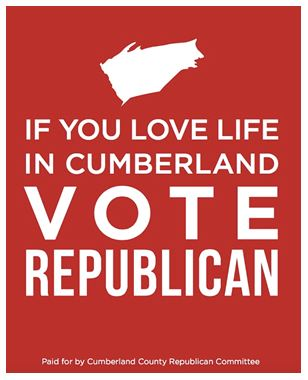 IF YOU LOVE LIFE
IN CUMBERLAND
VOTE
REPUBLICAN
Paid for by Cumberland County Republican Committee